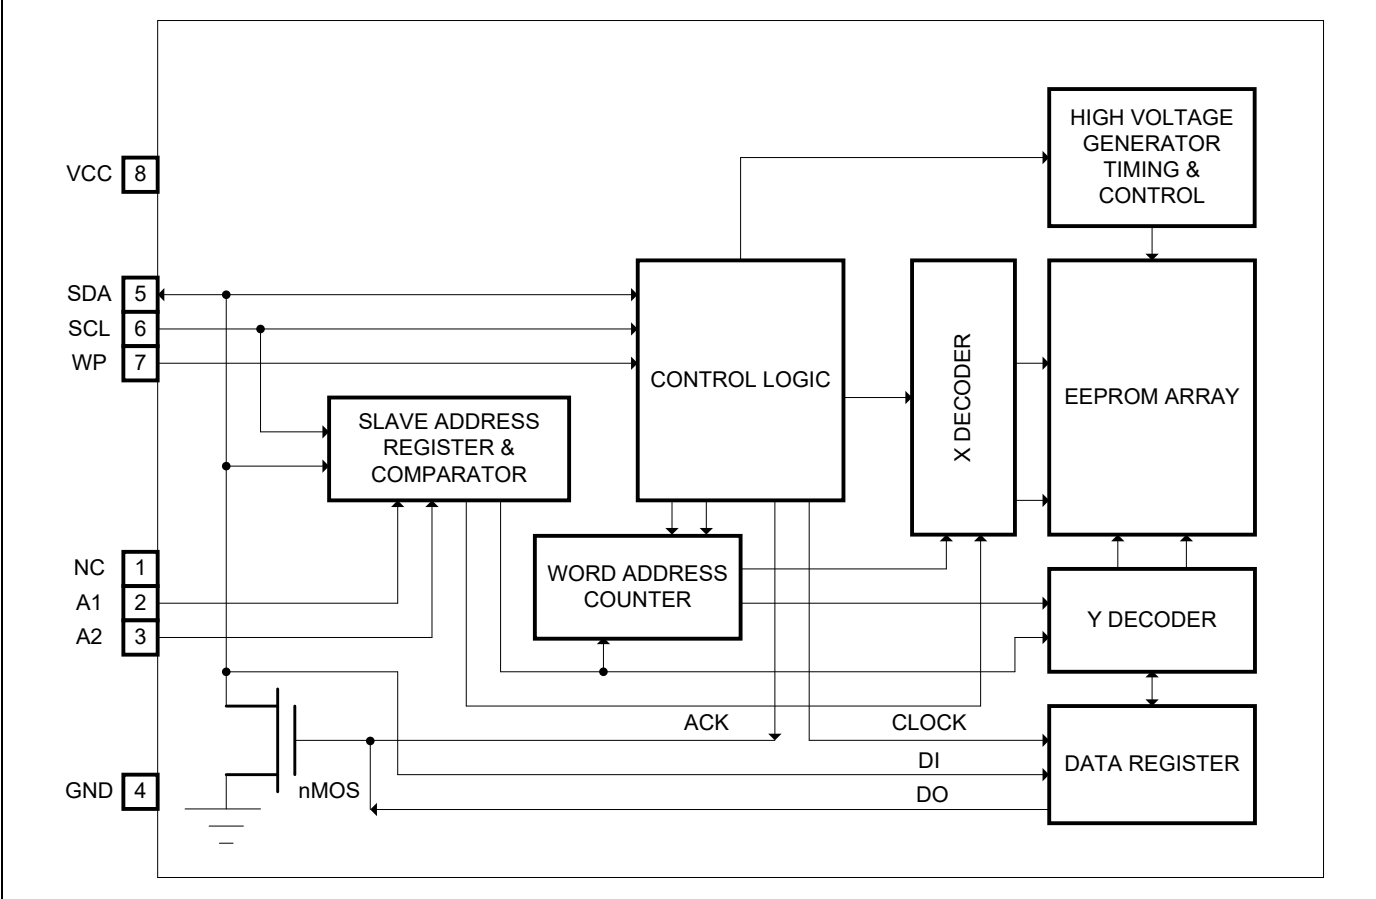 HIGH VOLTAGE
GENERATOR
TIMING &
CONTROL
VCC 8
SDA 5
SCL 6
WP 7
CONTROL LOGIC
X DECODER
EEPROM ARRAY
SLAVE ADDRESS
REGISTER &
COMPARATOR
NC 1
A1 2
A2 3
WORD ADDRESS
COUNTER
Y DECODER
ACK
CLOCK
DI
DATA REGISTER
GND 4
nMOS
DO